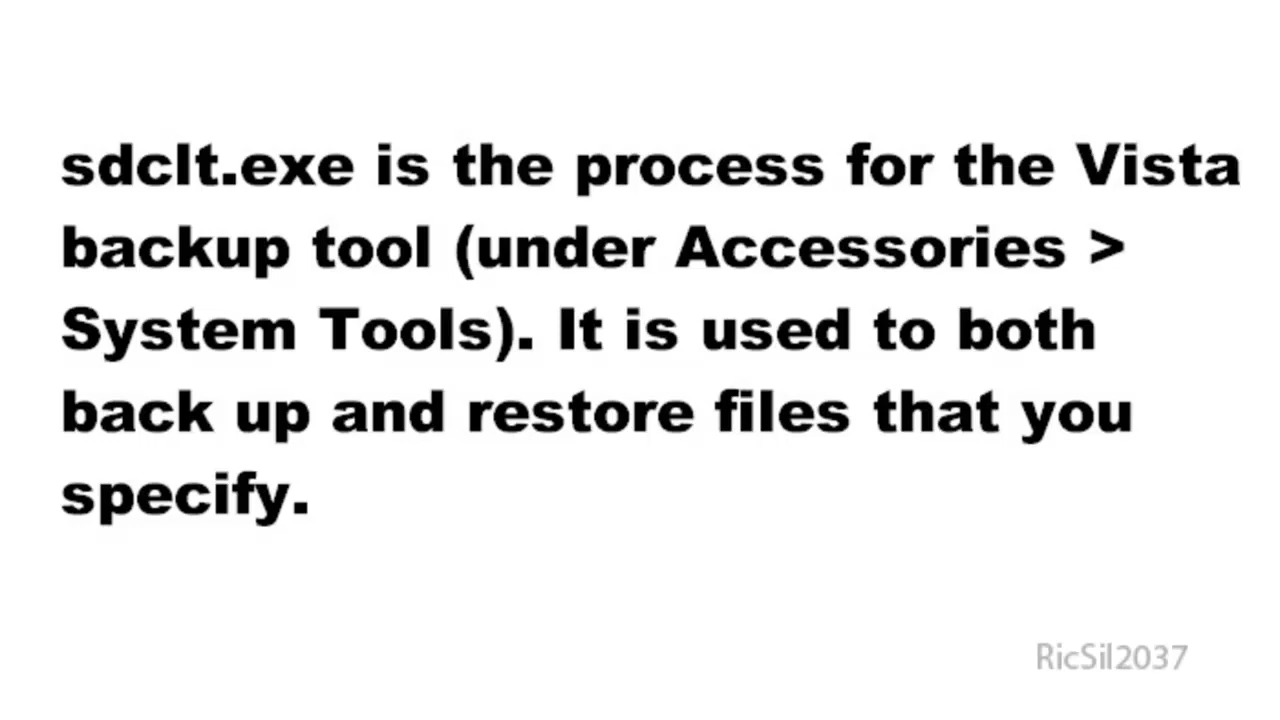 sdclt.exe is the process for the Vista
backup tool (under Accessories >
System Tools). It is used to both
back up and restore files that you
specify.
RicSil2037